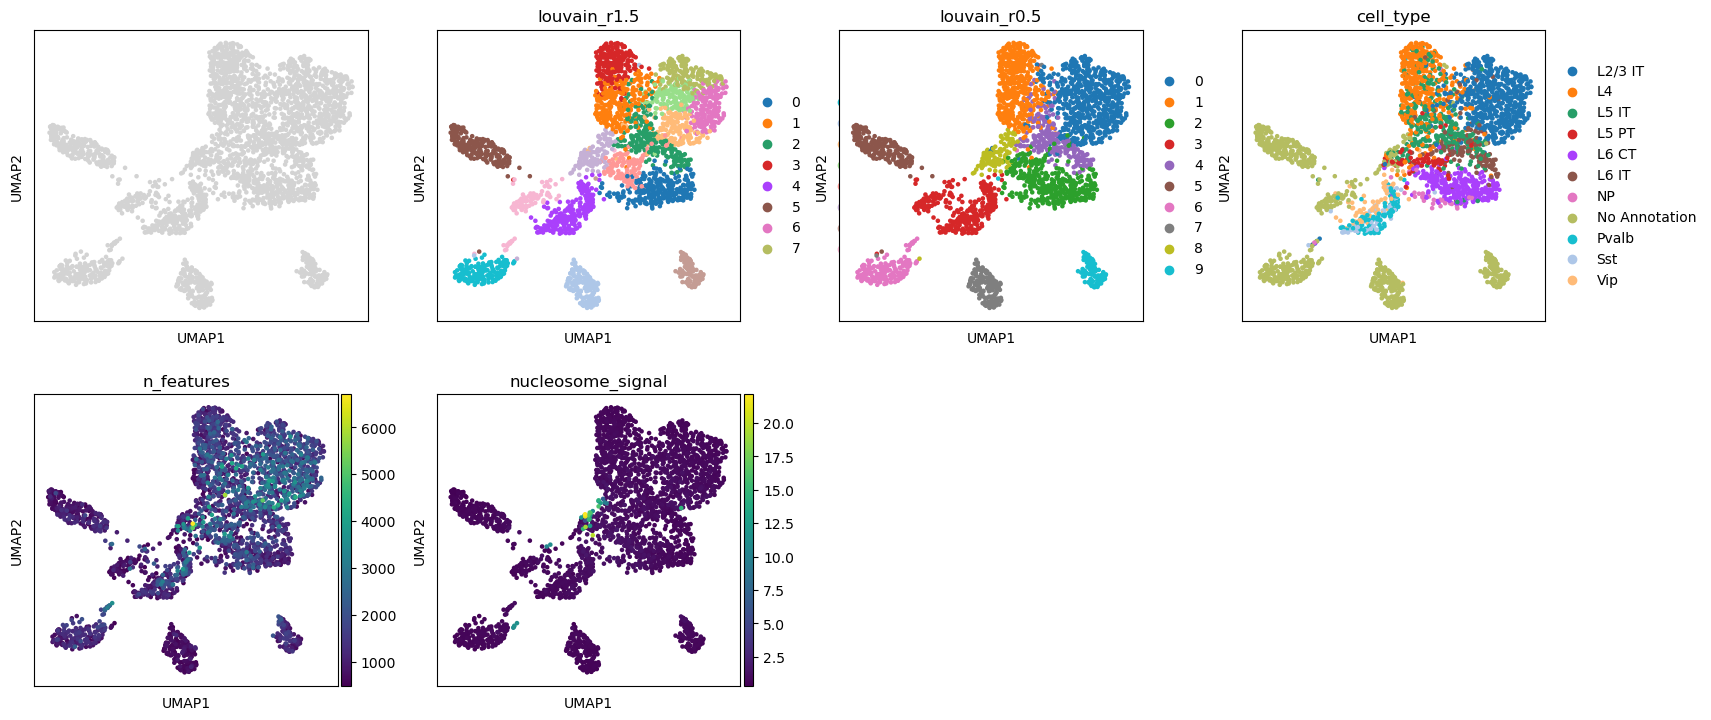 louvain_r1.5
louvain_r0.5
cell_type
UMAP2
UMAP1
UMAP2
UMAP1
0
1
2
3
4
5
6
7
UMAP2
UMAP1
0
1
2
3
4
5
6
7
8
9
UMAP2
UMAP1
L2/3 IT
L4
L5 IT
L5 PT
L6 CT
L6 IT
NP
No Annotation
Pvalb
Sst
Vip
n_features
nucleosome_signal
UMAP2
UMAP1
6000
5000
4000
3000
2000
1000
UMAP2
UMAP1
20.0
17.5
15.0
12.5
10.0
7.5
5.0
2.5